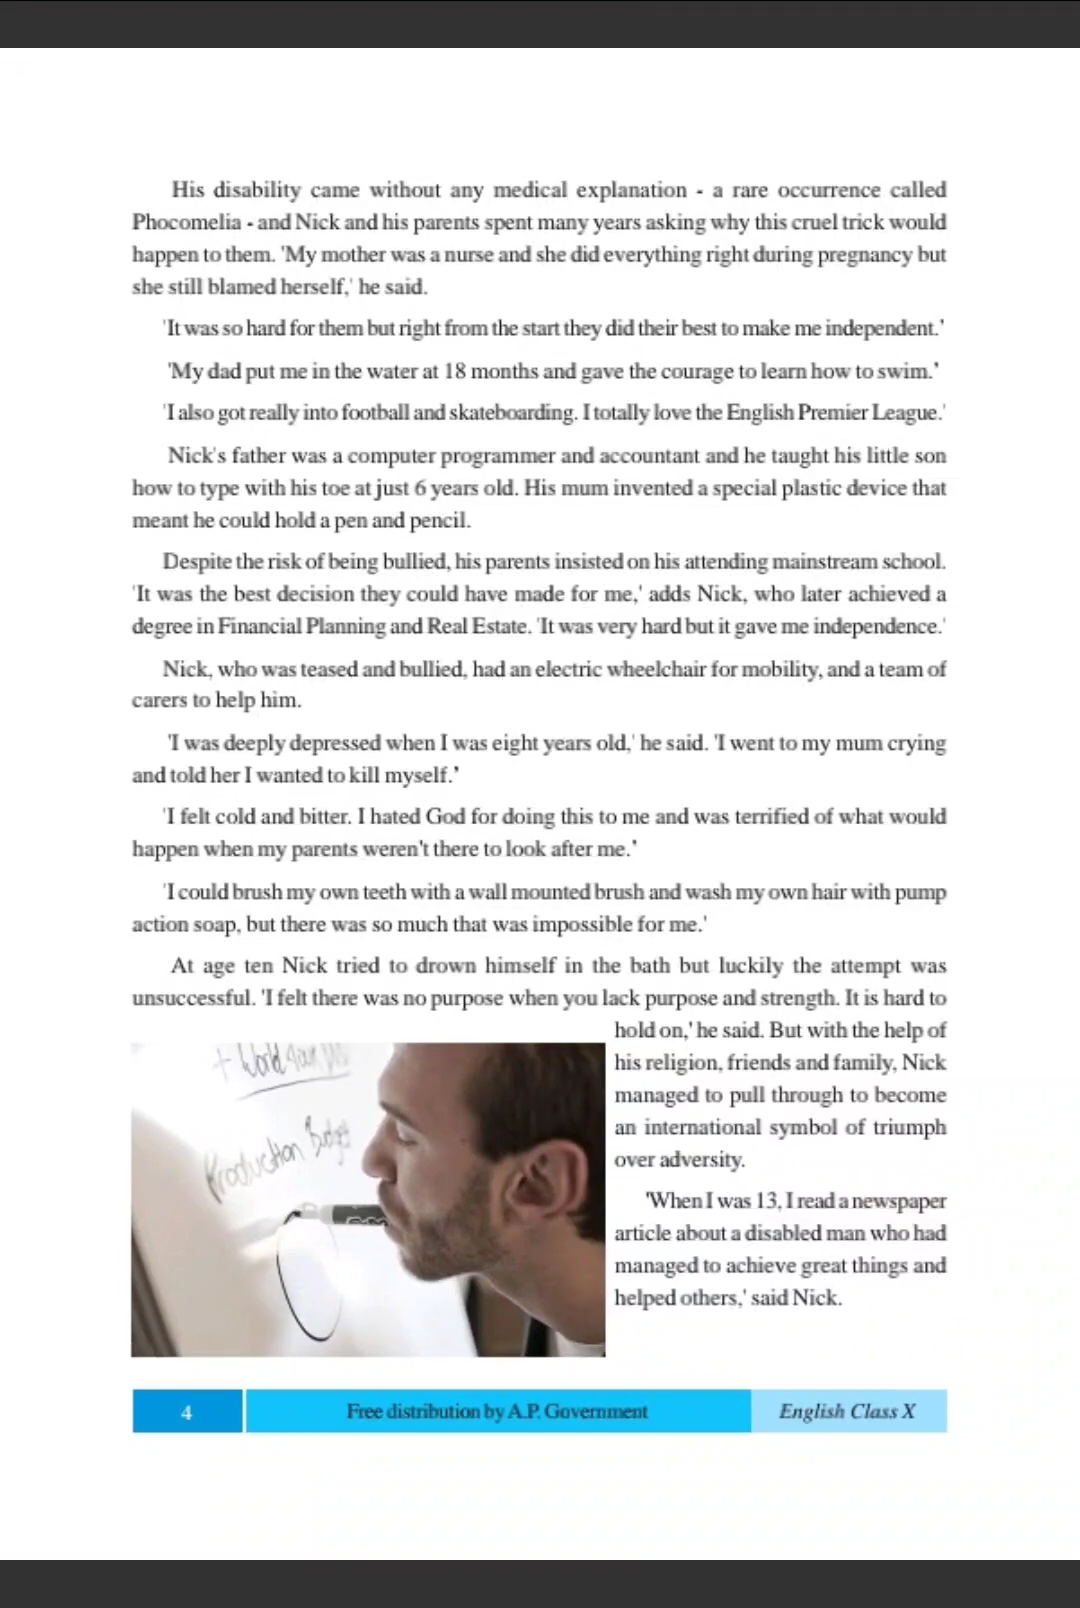 His disability came without any medical explanation - a rare occurrence called
Phocomelia - and Nick and his parents spent many years asking why this cruel trick would
happen to them. 'My mother was a nurse and she did everything right during pregnancy but
she still blamed herself,' he said.
'It was so hard for them but right from the start they did their best to make me independent.'
'My dad put me in the water at 18 months and gave the courage to learn how to swim.'
'I also got really into football and skateboarding. I totally love the English Premier League.'
Nick's father was a computer programmer and accountant and he taught his little son
how to type with his toe at just 6 years old. His mum invented a special plastic device that
meant he could hold a pen and pencil.
Despite the risk of being bullied, his parents insisted on his attending mainstream school.
'It was the best decision they could have made for me,' adds Nick, who later achieved a
degree in Financial Planning and Real Estate. 'It was very hard but it gave me independence.'
Nick, who was teased and bullied, had an electric wheelchair for mobility, and a team of
carers to help him.
'I was deeply depressed when I was eight years old,' he said. 'I went to my mum crying
and told her I wanted to kill myself.'
'I felt cold and bitter. I hated God for doing this to me and was terrified of what would
happen when my parents weren't there to look after me.'
'I could brush my own teeth with a wall mounted brush and wash my own hair with pump
action soap, but there was so much that was impossible for me.'
At age ten Nick tried to drown himself in the bath but luckily the attempt was
unsuccessful. 'I felt there was no purpose when you lack purpose and strength. It is hard to
hold on,' he said. But with the help of
his religion, friends and family, Nick
managed to pull through to become
an international symbol of triumph
over adversity.
'When I was 13, I read a newspaper
article about a disabled man who had
managed to achieve great things and
helped others,' said Nick.
+ World Tour
Production Budget
4
Free distribution by A.P. Government
English Class X